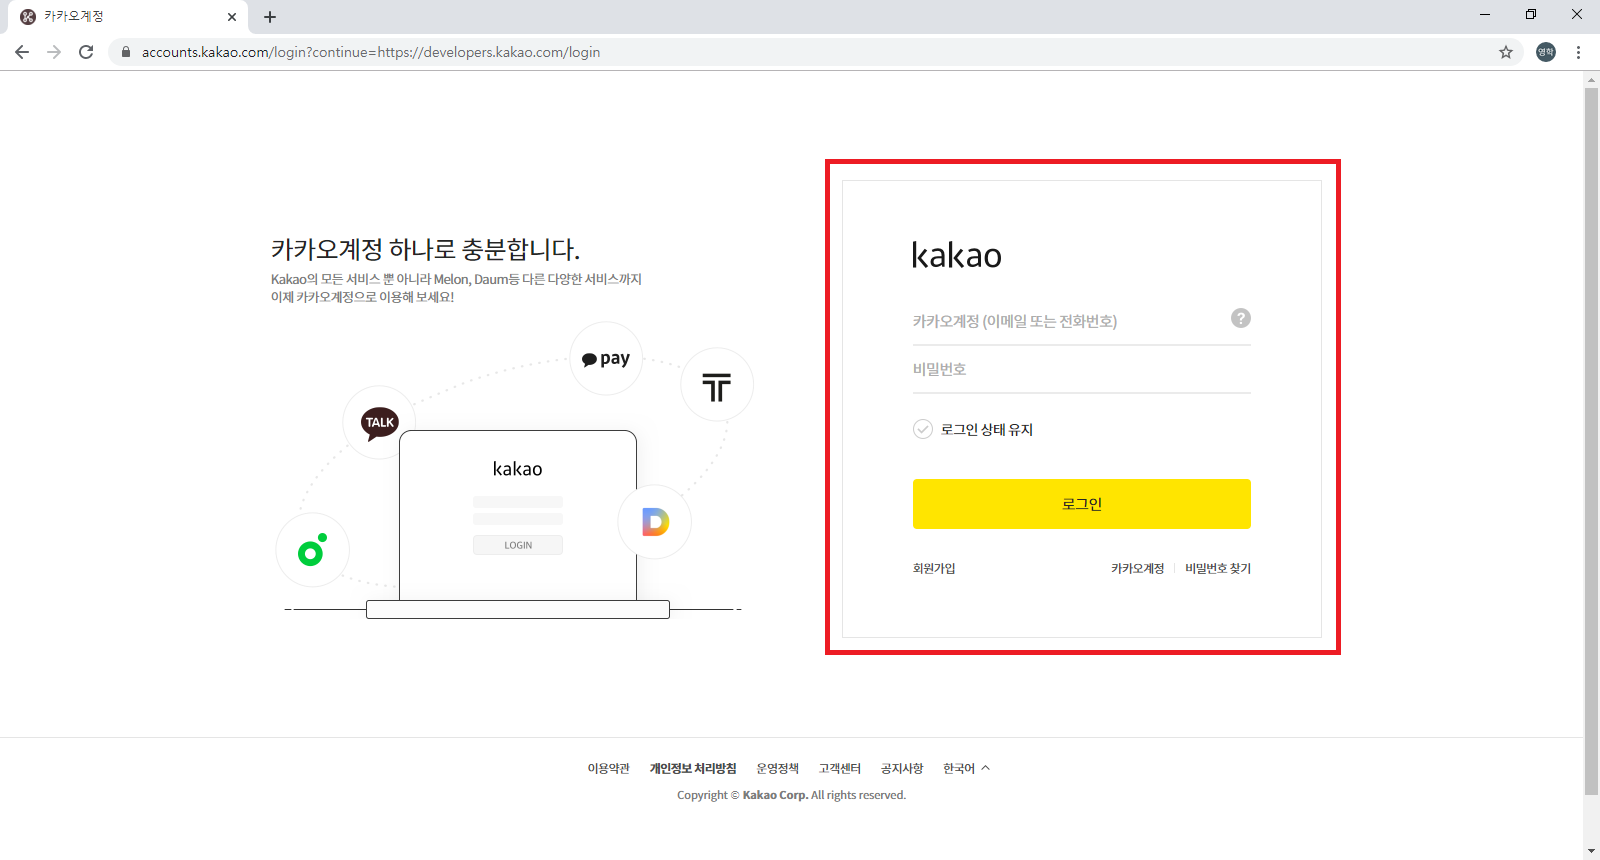 카카오계정
accounts.kakao.com/login?continue=https://developers.kakao.com/login
영학
카카오계정 하나로 충분합니다.
Kakao의 모든 서비스 뿐 아니라 Melon, Daum등 다른 다양한 서비스까지
이제 카카오계정으로 이용해 보세요!
pay
TALK
kakao
LOGIN
kakao
카카오계정 (이메일 또는 전화번호)
?
비밀번호
로그인 상태 유지
로그인
회원가입 카카오계정 | 비밀번호 찾기
이용약관 개인정보 처리방침 운영정책 고객센터 공지사항 한국어
Copyright © Kakao Corp. All rights reserved.